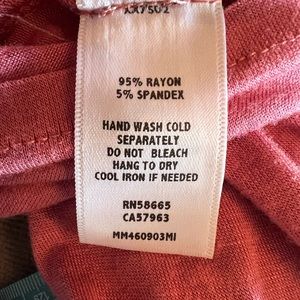 95% RAYON
5% SPANDEX
HAND WASH COLD
SEPARATELY
DO NOT BLEACH
HANG TO DRY
COOL IRON IF NEEDED
RN58665
CA57963
MM460903MI